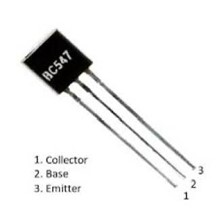 BC547
3
2
1
1. Collector
2. Base
3. Emitter